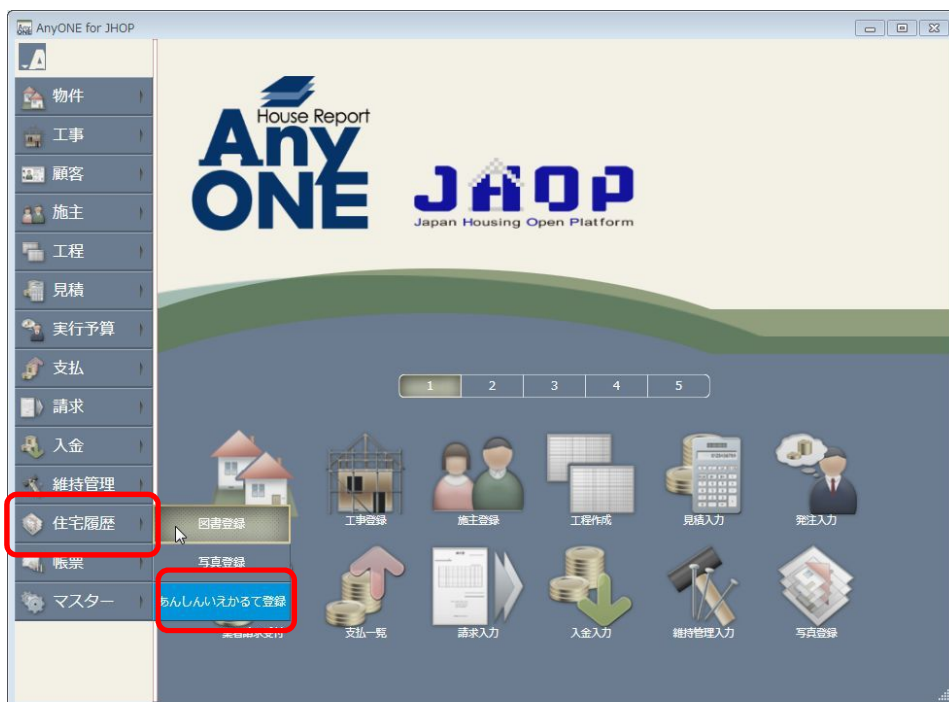 AnyONE for JHOP
物件
工事
顧客
施主
工程
見積
実行予算
支払
請求
入金
維持管理
住宅履歴
帳票
マスター
House Report
Any
ONE
JHOP
Japan Housing Open Platform
1 2 3 4 5
図書登録
写真登録
あんしんいえかるて登録
工事登録
施主登録
工程作成
見積入力
発注入力
業者請求受付
支払一覧
請求入力
入金入力
維持管理入力
写真登録